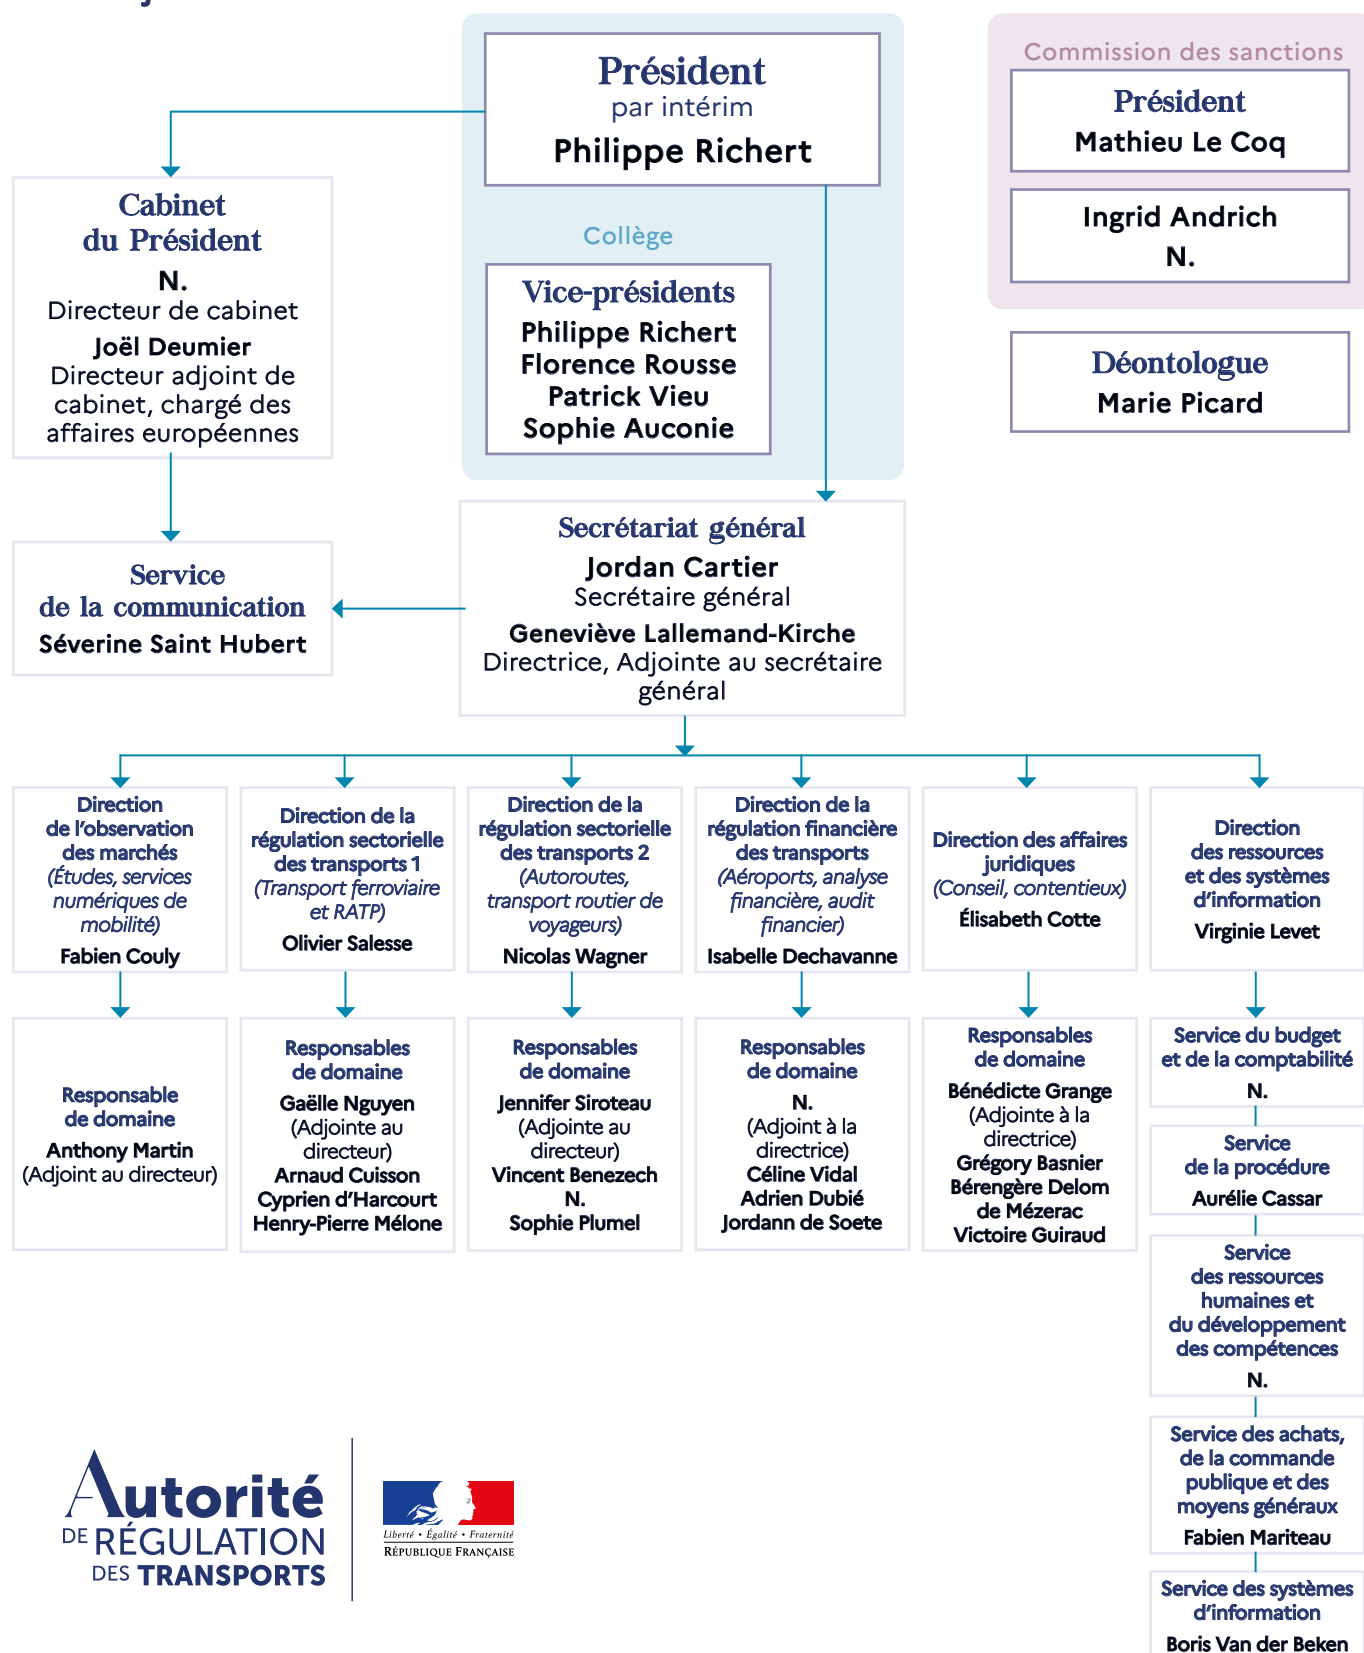 Président
par intérim
Philippe Richert
Commission des sanctions
Président
Mathieu Le Coq
Ingrid Andrich
N.
Déontologue
Marie Picard
Cabinet
du Président
N.
Directeur de cabinet
Joël Deumier
Directeur adjoint de
cabinet, chargé des
affaires européennes
Collège
Vice-présidents
Philippe Richert
Florence Rousse
Patrick Vieu
Sophie Auconie
Service
de la communication
Séverine Saint Hubert
Secrétariat général
Jordan Cartier
Secrétaire général
Geneviève Lallemand-Kirche
Directrice, Adjointe au secrétaire
général
Direction
de l'observation
des marchés
(Études, services
numériques de
mobilité)
Fabien Couly
Direction de la
régulation sectorielle
des transports 1
(Transport ferroviaire
et RATP)
Olivier Salesse
Direction de la
régulation sectorielle
des transports 2
(Autoroutes,
transport routier de
voyageurs)
Nicolas Wagner
Direction de la
régulation financière
des transports
(Aéroports, analyse
financière, audit
financier)
Isabelle Dechavanne
Direction des affaires
juridiques
(Conseil, contentieux)
Élisabeth Cotte
Direction
des ressources
et des systèmes
d'information
Virginie Levet
Responsable
de domaine
Anthony Martin
(Adjoint au directeur)
Responsables
de domaine
Gaëlle Nguyen
(Adjointe au
directeur)
Arnaud Cuisson
Cyprien d'Harcourt
Henry-Pierre Mélone
Responsables
de domaine
Jennifer Siroteau
(Adjointe au
directeur)
Vincent Benezech
N.
Sophie Plumel
Responsables
de domaine
N.
(Adjoint à la
directrice)
Céline Vidal
Adrien Dubié
Jordann de Soete
Responsables
de domaine
Bénédicte Grange
(Adjointe à la
directrice)
Grégory Basnier
Bérengère Delom
de Mézerac
Victoire Guiraud
Service du budget
et de la comptabilité
N.
Service
de la procédure
Aurélie Cassar
Service
des ressources
humaines et
du développement
des compétences
N.
Service des achats,
de la commande
publique et des
moyens généraux
Fabien Mariteau
Service des systèmes
d'information
Boris Van der Beken
Autorité
DE RÉGULATION
DES TRANSPORTS
Liberté • Égalité • Fraternité
RÉPUBLIQUE FRANÇAISE